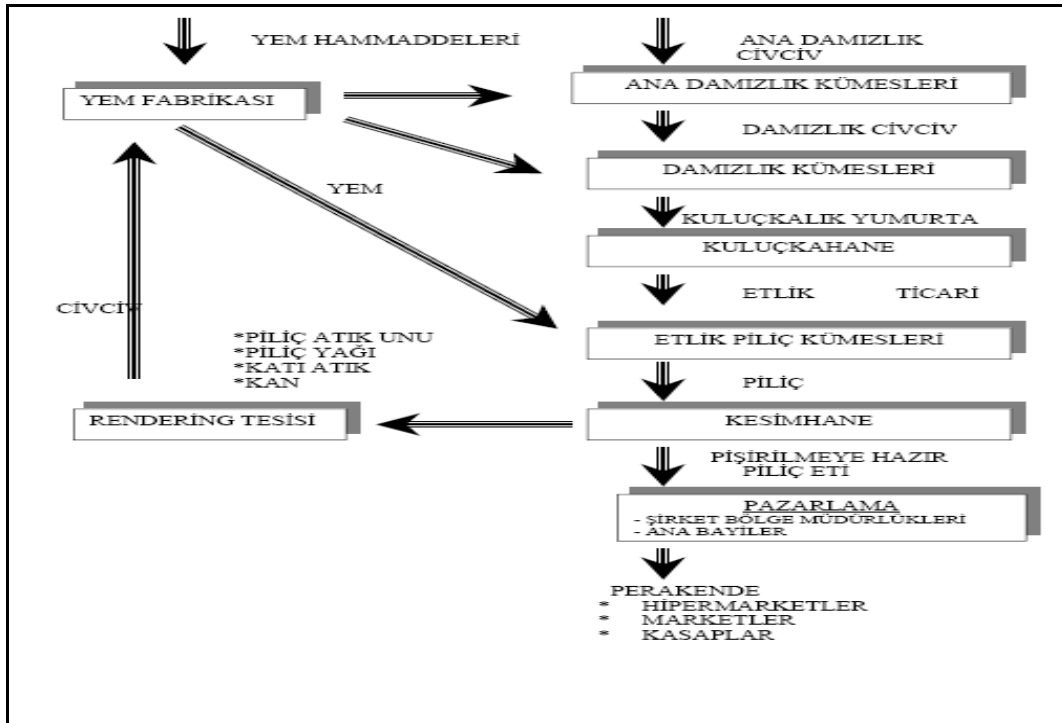 YEM HAMMADDELERİ
ANA DAMIZLIK
CİVCİV
YEM FABRİKASI
ANA DAMIZLIK KÜMESLERİ
DAMIZLIK CİVCİV
DAMIZLIK KÜMESLERİ
YEM
KULUÇKALIK YUMURTA
KULUÇKAHANE
ETLİK TİCARİ
CİVCİV
ETLİK PİLİÇ KÜMESLERİ
*PİLİÇ ATIK UNU
*PİLİÇ YAĞI
*KATI ATIK
*KAN
PİLİÇ
RENDERİNG TESİSİ
KESİMHANE
PİŞİRİLMEYE HAZIR
PİLİÇ ETİ
PAZARLAMA
- ŞİRKET BÖLGE MÜDÜRLÜKLERİ
- ANA BAYİLER
PERAKENDE
* HİPERMARKETLER
* MARKETLER
* KASAPLAR